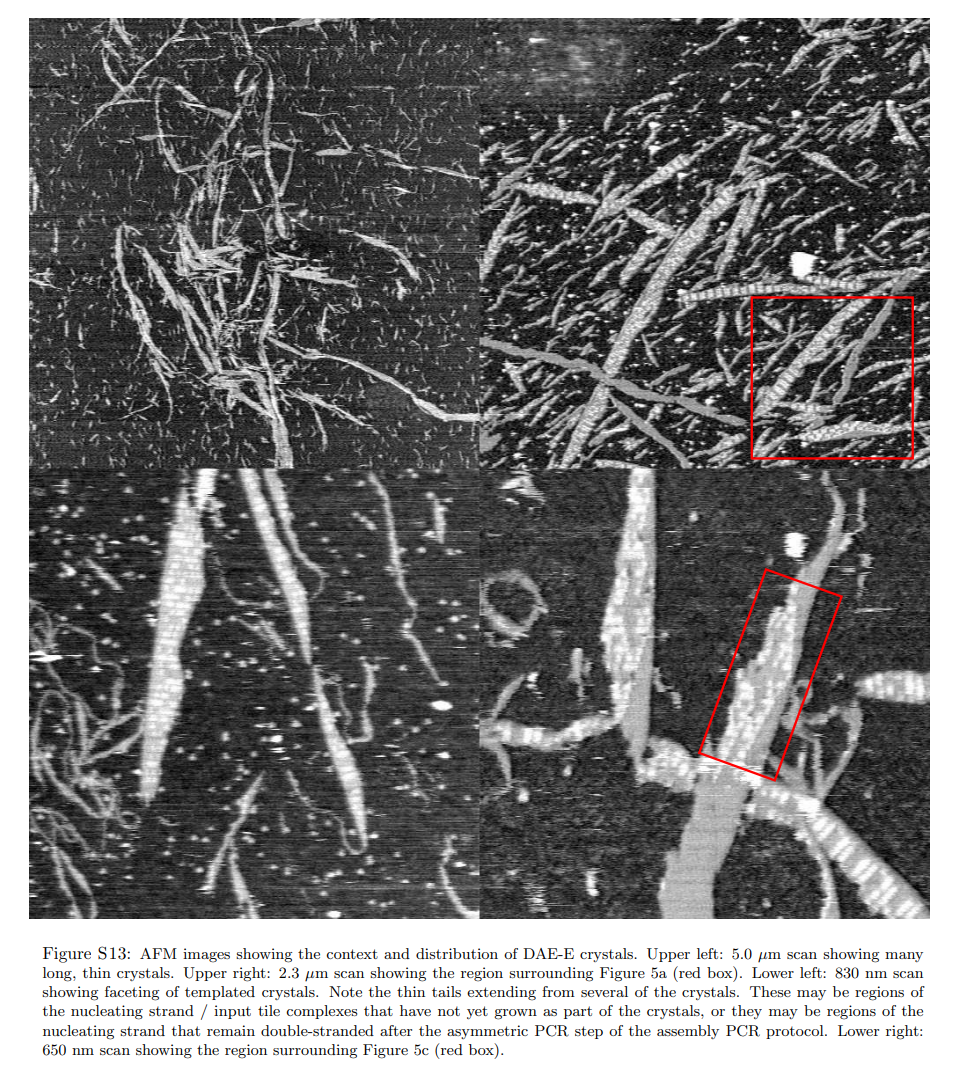 Figure S13: AFM images showing the context and distribution of DAE-E crystals. Upper left: 5.0 μm scan showing many
long, thin crystals. Upper right: 2.3 μm scan showing the region surrounding Figure 5a (red box). Lower left: 830 nm scan
showing faceting of templated crystals. Note the thin tails extending from several of the crystals. These may be regions of
the nucleating strand / input tile complexes that have not yet grown as part of the crystals, or they may be regions of the
nucleating strand that remain double-stranded after the asymmetric PCR step of the assembly PCR protocol. Lower right:
650 nm scan showing the region surrounding Figure 5c (red box).